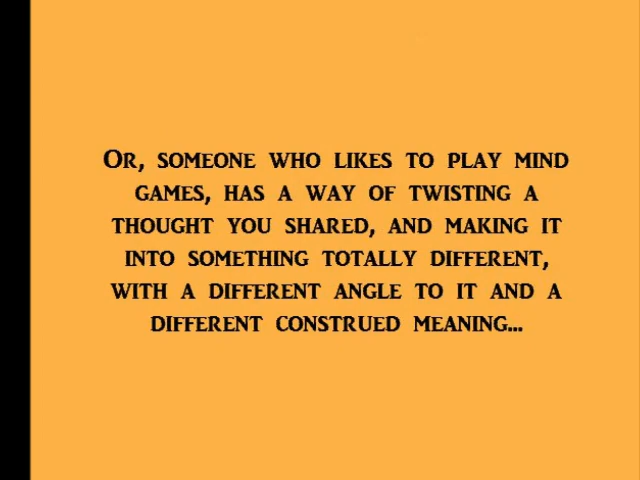 Or, someone who likes to play mind
games, has a way of twisting a
thought you shared, and making it
into something totally different,
with a different angle to it and a
different construed meaning...